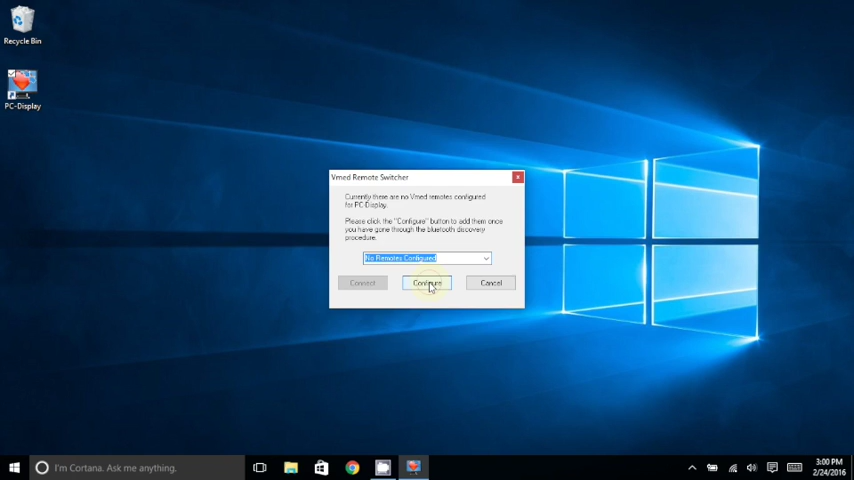 Recycle Bin
PC-Display
Vmed Remote Switcher
Currently there are no Vmed remotes configured
for PC-Display.
Please click the "Configure" button to add them once
you have gone through the bluetooth discovery
procedure.
No Remotes Configured
Connect
Configure
Cancel
I'm Cortana. Ask me anything.
3:00 PM
2/24/2016